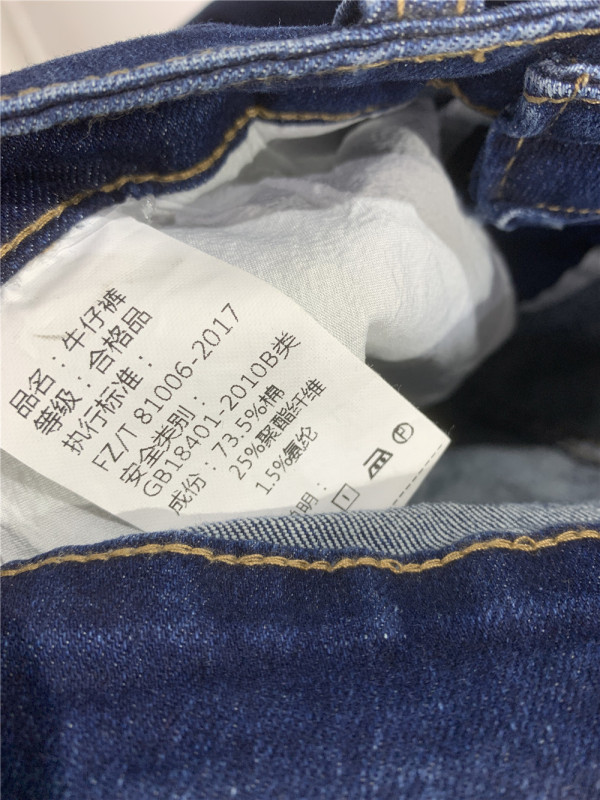 品名：牛仔裤
等级：合格品
执行标准：
FZ/T 81006-2017
安全类别：
GB18401-2010B类
成份：73.5%棉
25%聚酯纤维
1.5%氨纶
明：